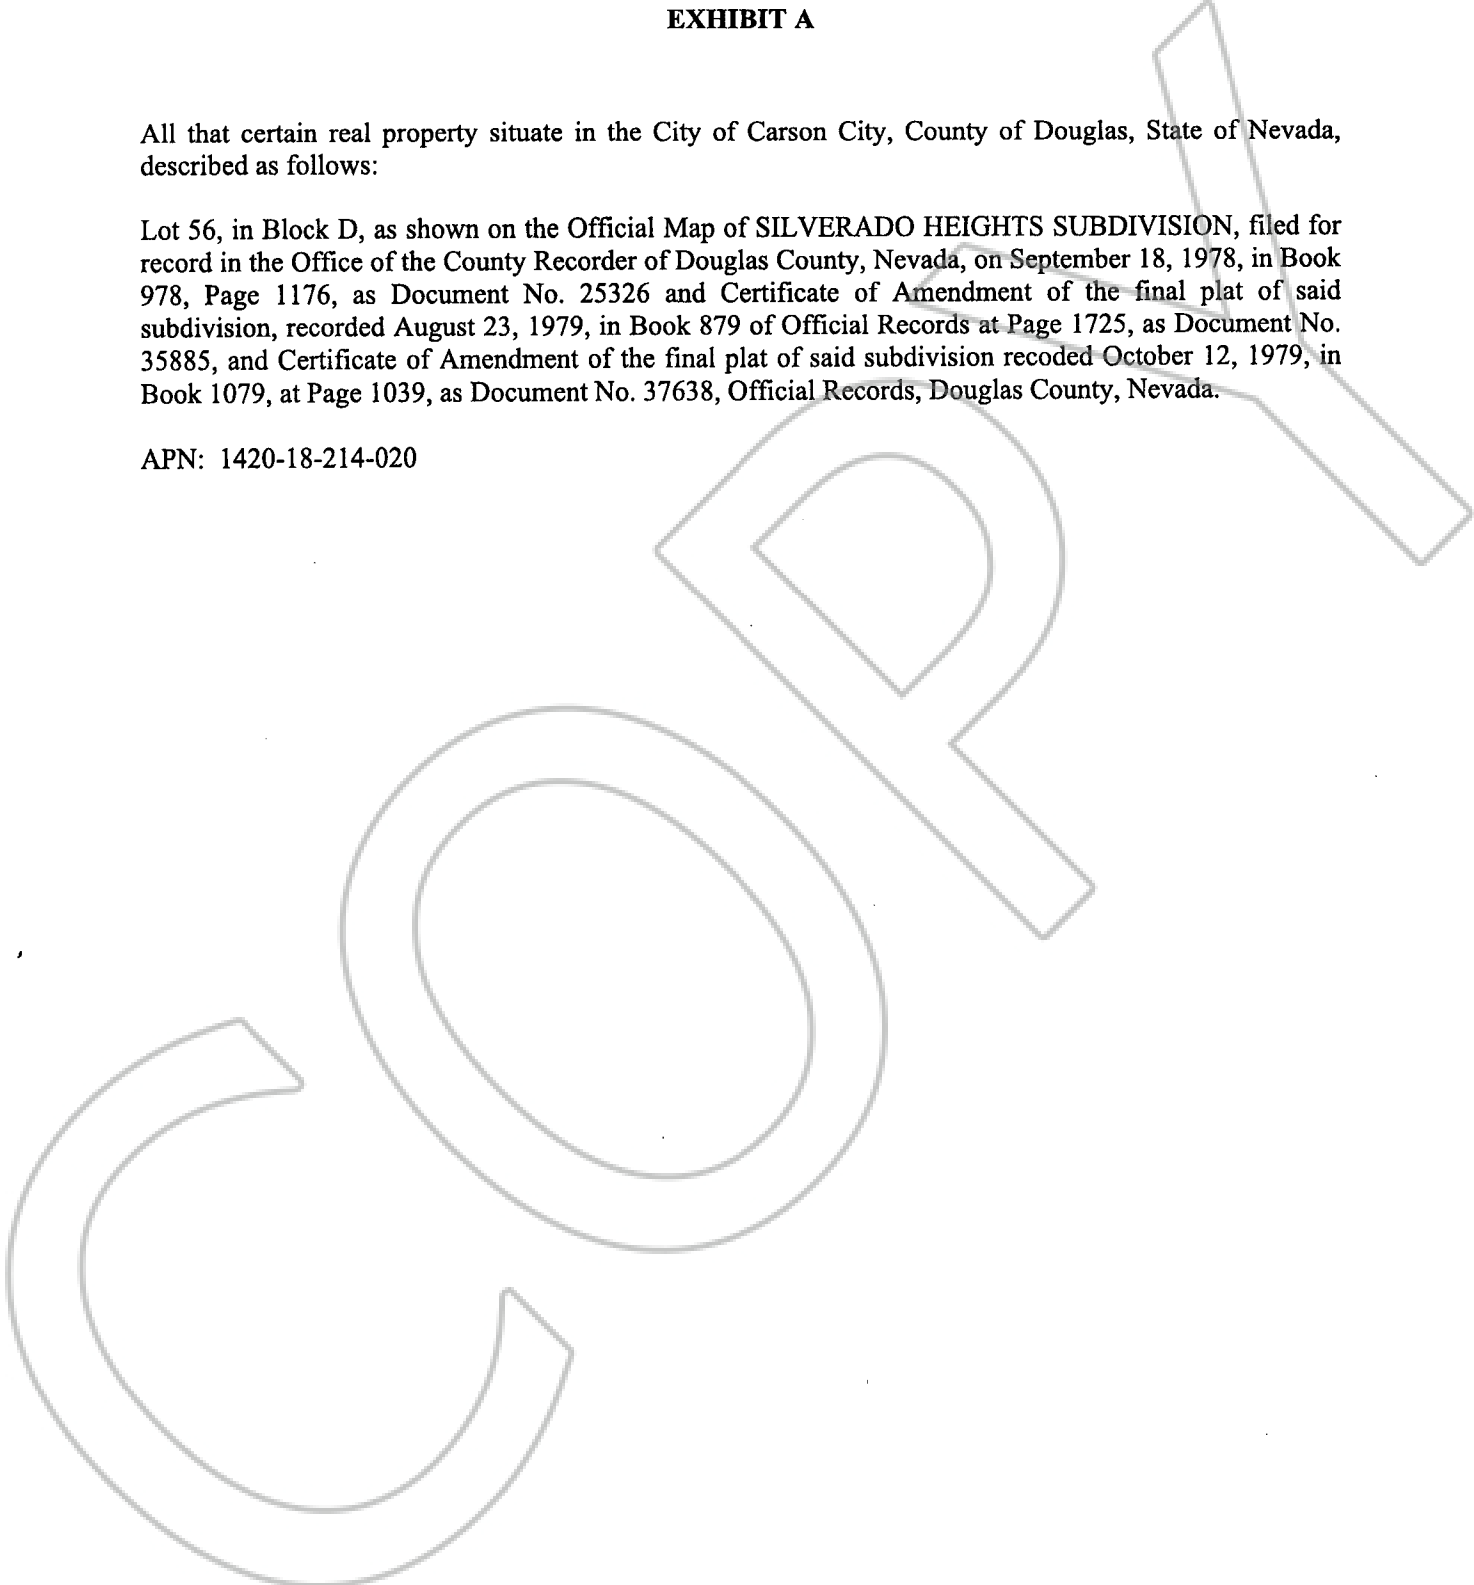 EXHIBIT A
All that certain real property situate in the City of Carson City, County of Douglas, State of Nevada,
described as follows:
Lot 56, in Block D, as shown on the Official Map of SILVERADO HEIGHTS SUBDIVISION, filed for
record in the Office of the County Recorder of Douglas County, Nevada, on September 18, 1978, in Book
978, Page 1176, as Document No. 25326 and Certificate of Amendment of the final plat of said
subdivision, recorded August 23, 1979, in Book 879 of Official Records at Page 1725, as Document No.
35885, and Certificate of Amendment of the final plat of said subdivision recoded October 12, 1979, in
Book 1079, at Page 1039, as Document No. 37638, Official Records, Douglas County, Nevada.
APN: 1420-18-214-020
COPY